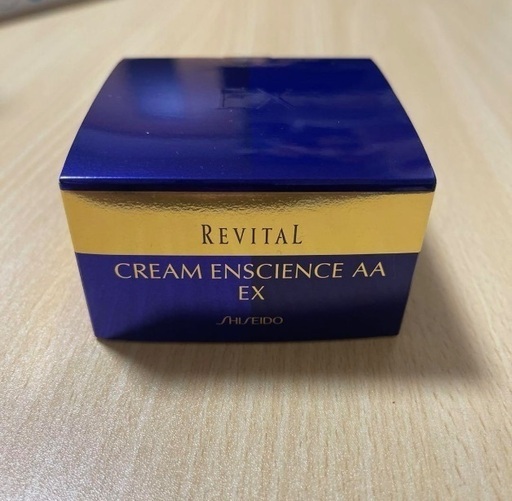 EX
REVITAL
CREAM ENSCIENCE AA
EX
SHISEIDO